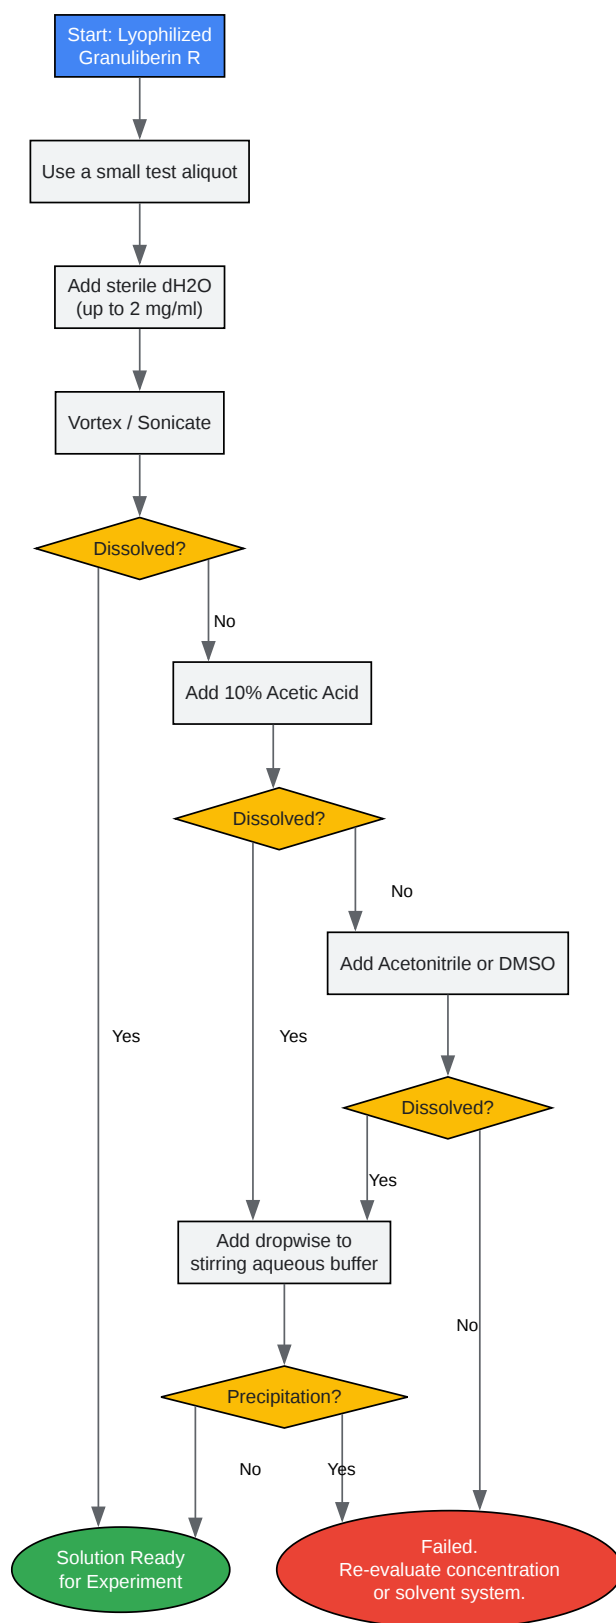 Start: Lyophilized
Granuliberin R
Use a small test aliquot
Add sterile dH2O
(up to 2 mg/ml)
Vortex / Sonicate
Dissolved?
No
Add 10% Acetic Acid
Dissolved?
No
Add Acetonitrile or DMSO
Yes
Yes
Dissolved?
Yes
Add dropwise to
stirring aqueous buffer
No
Precipitation?
No
Yes
Solution Ready
for Experiment
Failed.
Re-evaluate concentration
or solvent system.